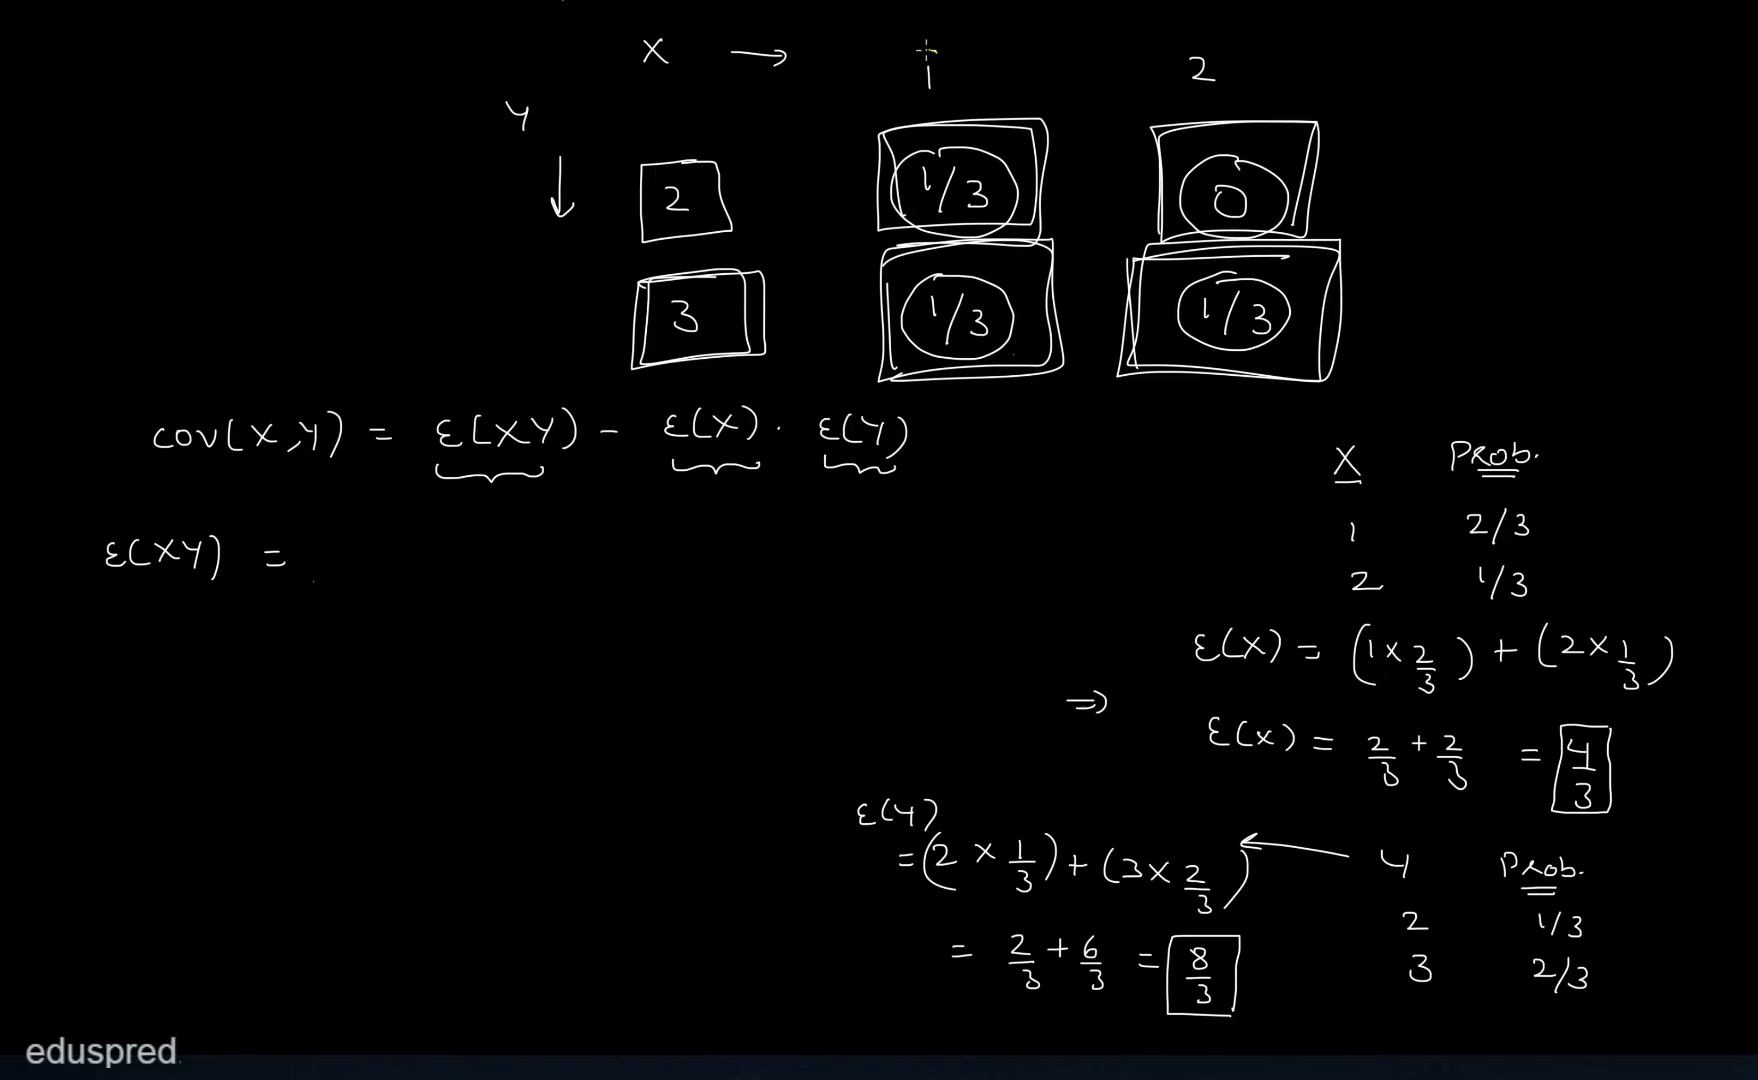 X → 1 2
Y ↓
2 1/3 0
3 1/3 1/3
COV(X,Y) = E(XY) - E(X) · E(Y)
X Prob.
1 2/3
2 1/3
E(XY) =
E(X) = (1 × 2/3) + (2 × 1/3)
⇒ E(X) = 2/3 + 2/3 = 4/3
E(Y)
= (2 × 1/3) + (3 × 2/3) ← Y Prob.
2 1/3
= 2/3 + 6/3 = 8/3
3 2/3
eduspred